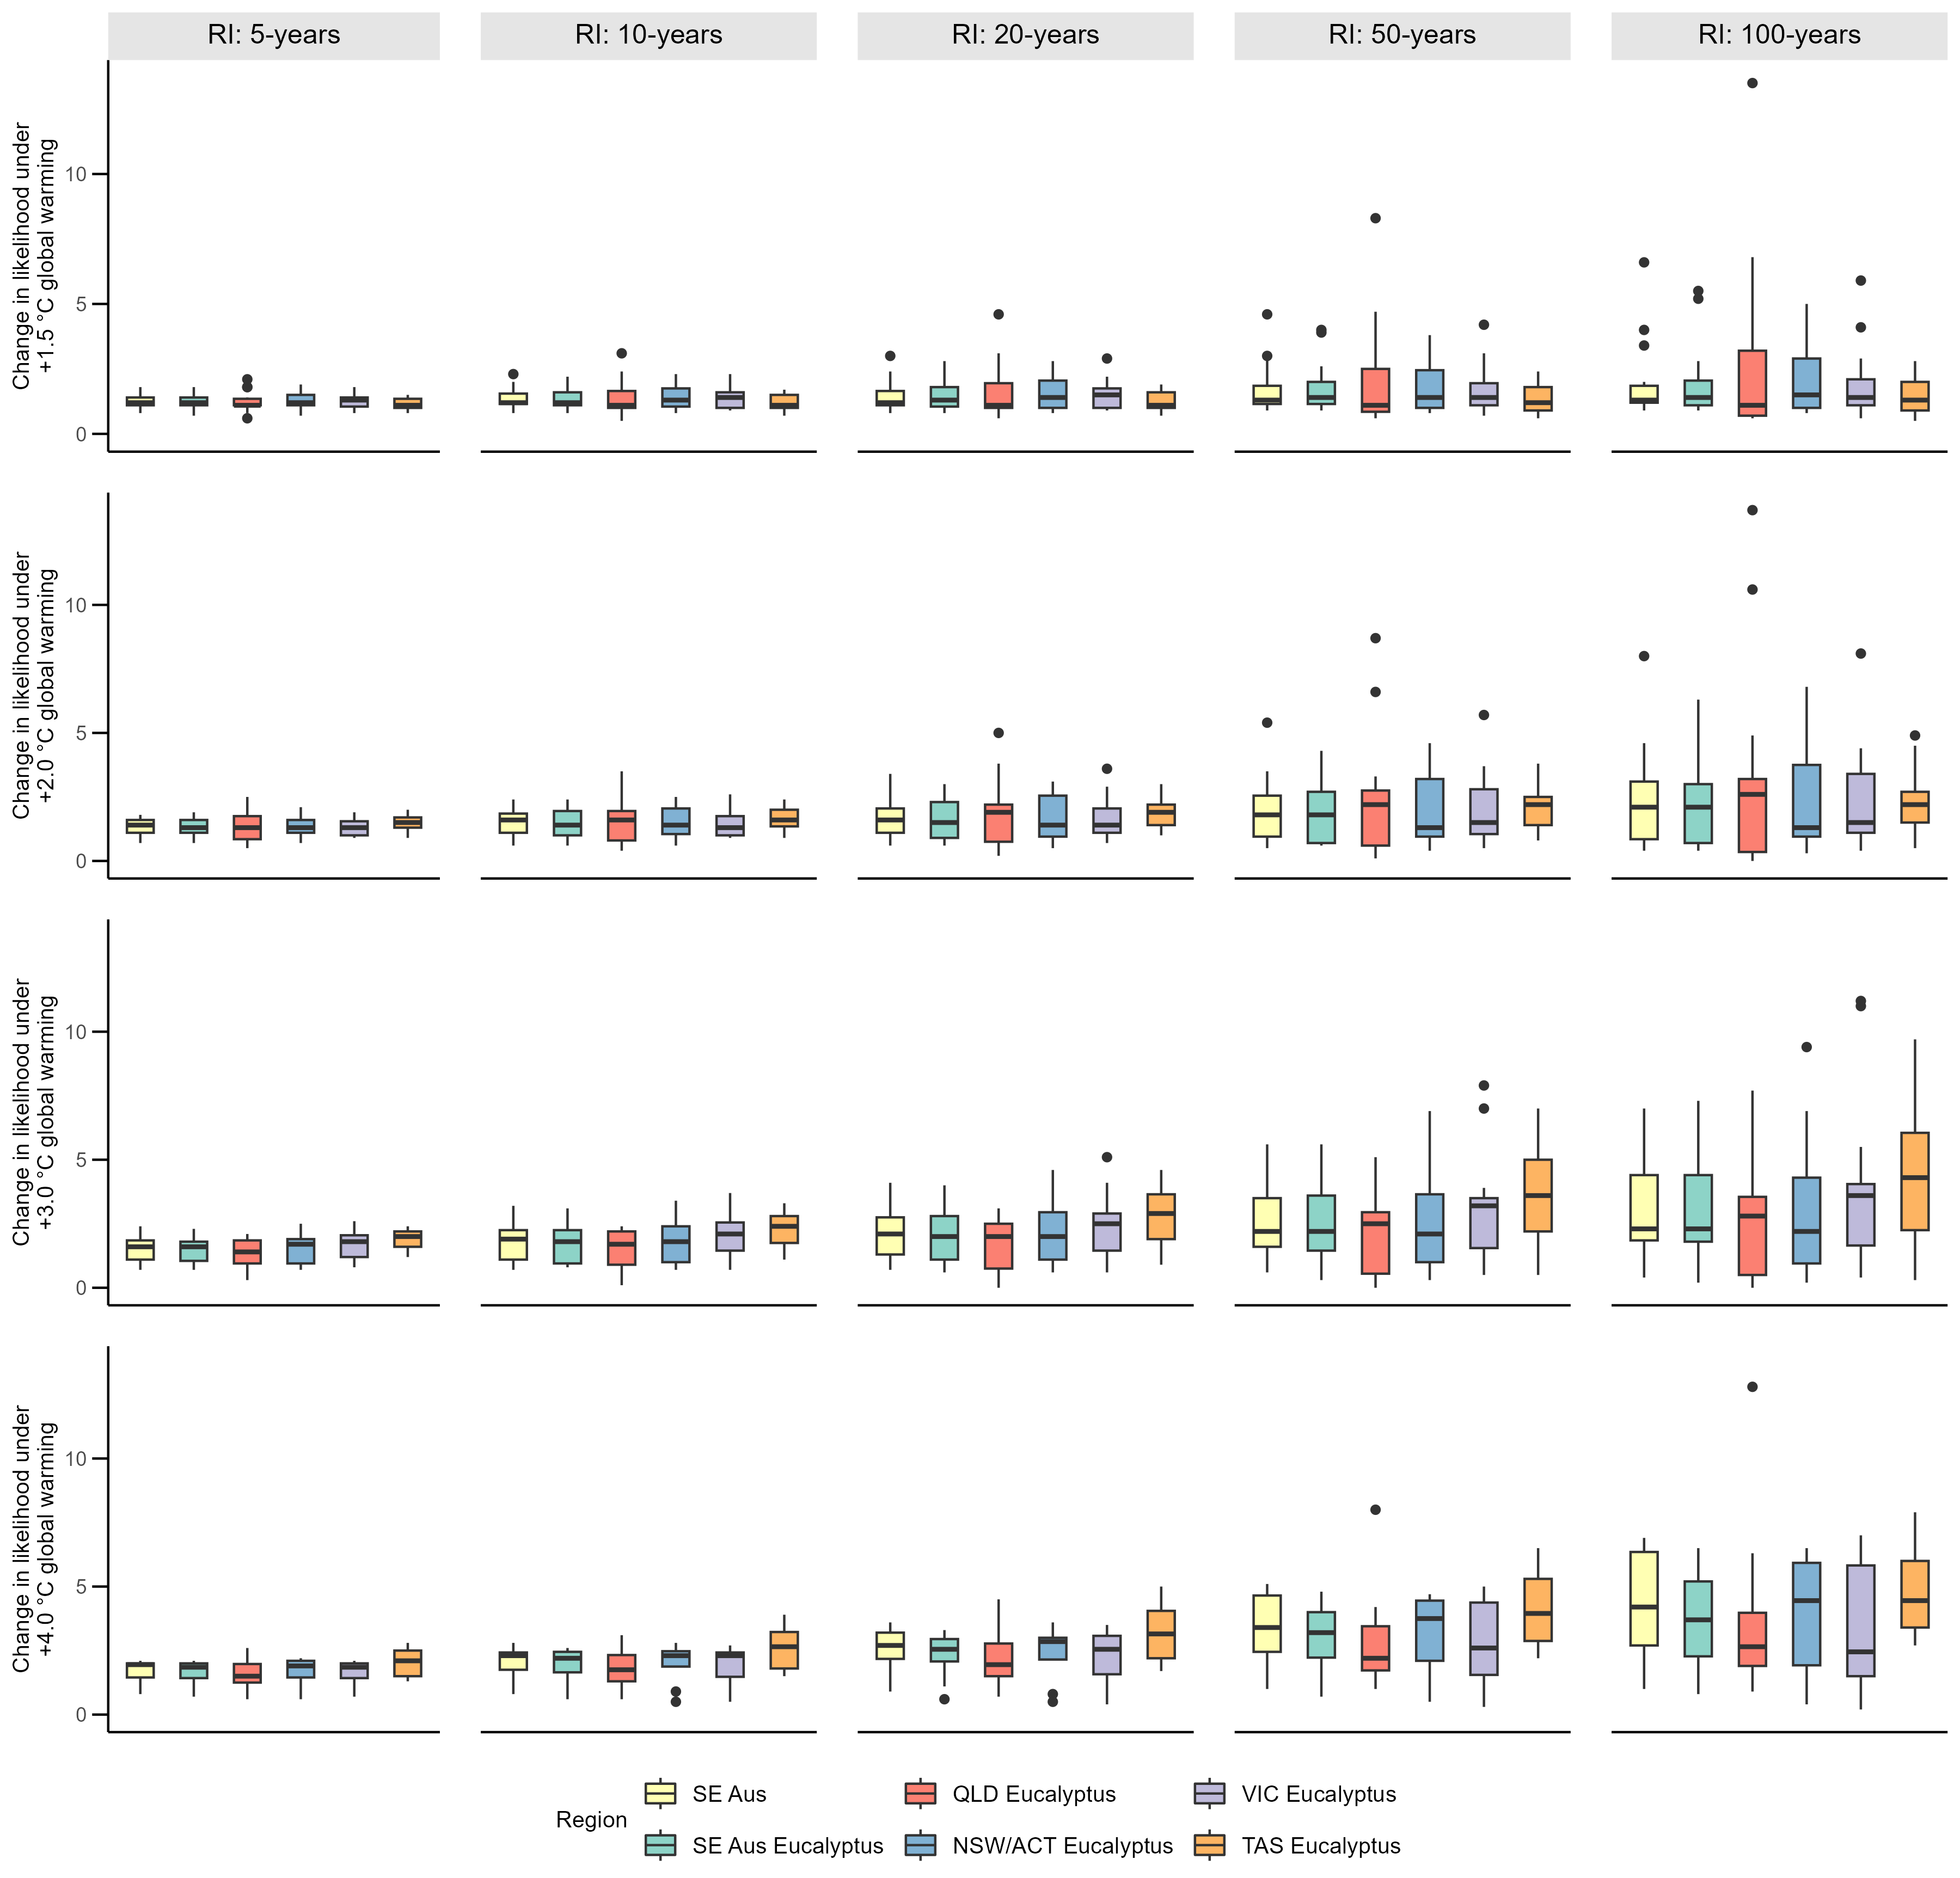 RI: 5-years
RI: 10-years
RI: 20-years
RI: 50-years
RI: 100-years
Change in likelihood under
+1.5 °C global warming
10
5
0
Change in likelihood under
+2.0 °C global warming
10
5
0
Change in likelihood under
+3.0 °C global warming
10
5
0
Change in likelihood under
+4.0 °C global warming
10
5
0
Region
SE Aus
QLD Eucalyptus
VIC Eucalyptus
SE Aus Eucalyptus
NSW/ACT Eucalyptus
TAS Eucalyptus